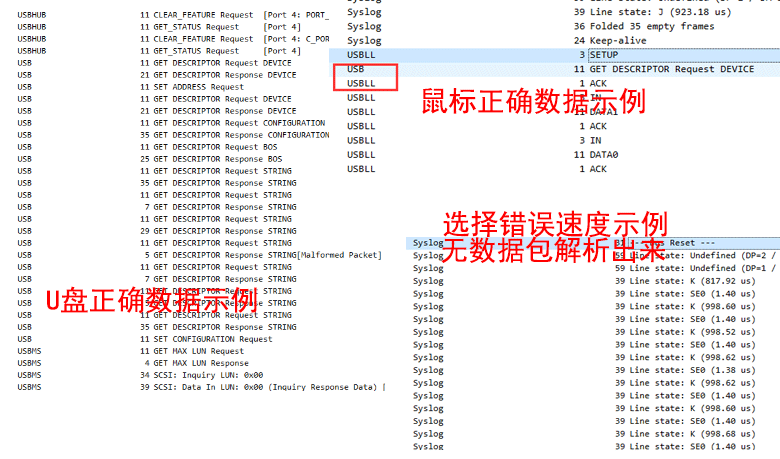 USBHUB 11 CLEAR_FEATURE Request [Port 4: PORT_
USBHUB 11 GET_STATUS Request [Port 4]
USBHUB 11 CLEAR_FEATURE Request [Port 4: C_POR
USBHUB 11 GET_STATUS Request [Port 4]
USB 11 GET DESCRIPTOR Request DEVICE
USB 21 GET DESCRIPTOR Response DEVICE
USB 11 SET ADDRESS Request
USB 11 GET DESCRIPTOR Request DEVICE
USB 21 GET DESCRIPTOR Response DEVICE
USB 11 GET DESCRIPTOR Request CONFIGURATION
USB 35 GET DESCRIPTOR Response CONFIGURATION
USB 11 GET DESCRIPTOR Request BOS
USB 25 GET DESCRIPTOR Response BOS
USB 11 GET DESCRIPTOR Request STRING
USB 35 GET DESCRIPTOR Response STRING
USB 11 GET DESCRIPTOR Request STRING
USB 7 GET DESCRIPTOR Response STRING
USB 11 GET DESCRIPTOR Request STRING
USB 29 GET DESCRIPTOR Response STRING
USB 11 GET DESCRIPTOR Request STRING
USB 5 GET DESCRIPTOR Response STRING[Malformed Packet]
USB 11 GET DESCRIPTOR Request STRING
USB 7 GET DESCRIPTOR Response STRING
USB 11 GET DESCRIPTOR Request STRING
U盘正确数据示例
USB GET DESCRIPTOR Response STRING
USB 11 GET DESCRIPTOR Request STRING
USB 35 GET DESCRIPTOR Response STRING
USB 11 SET CONFIGURATION Request
USBMS 11 GET MAX LUN Request
USBMS 4 GET MAX LUN Response
USBMS 34 SCSI: Inquiry LUN: 0x00
USBMS 39 SCSI: Data In LUN: 0x00 (Inquiry Response Data) [
Syslog
Syslog 39 Line state: J (923.18 us)
Syslog 36 Folded 35 empty frames
Syslog 24 Keep-alive
USBLL 3 SETUP
USB 11 GET DESCRIPTOR Request DEVICE
USBLL 1 ACK
鼠标正确数据示例
USBLL IN
USBLL 11 DATA1
USBLL 1 ACK
USBLL 3 IN
USBLL 11 DATA0
USBLL 1 ACK
选择错误速度示例
无数据包解析出来
Syslog 31 --- Bus Reset ---
Syslog 59 Line state: Undefined (DP=2 /
Syslog 59 Line state: Undefined (DP=1 /
Syslog 39 Line state: K (817.92 us)
Syslog 39 Line state: SE0 (1.40 us)
Syslog 39 Line state: K (998.60 us)
Syslog 39 Line state: SE0 (1.40 us)
Syslog 39 Line state: K (998.52 us)
Syslog 39 Line state: SE0 (1.40 us)
Syslog 39 Line state: K (998.62 us)
Syslog 39 Line state: SE0 (1.38 us)
Syslog 39 Line state: K (998.62 us)
Syslog 39 Line state: SE0 (1.40 us)
Syslog 39 Line state: K (998.60 us)
Syslog 39 Line state: SE0 (1.40 us)
Syslog 39 Line state: K (998.68 us)
Syslog 39 Line state: SE0 (1.40 us)